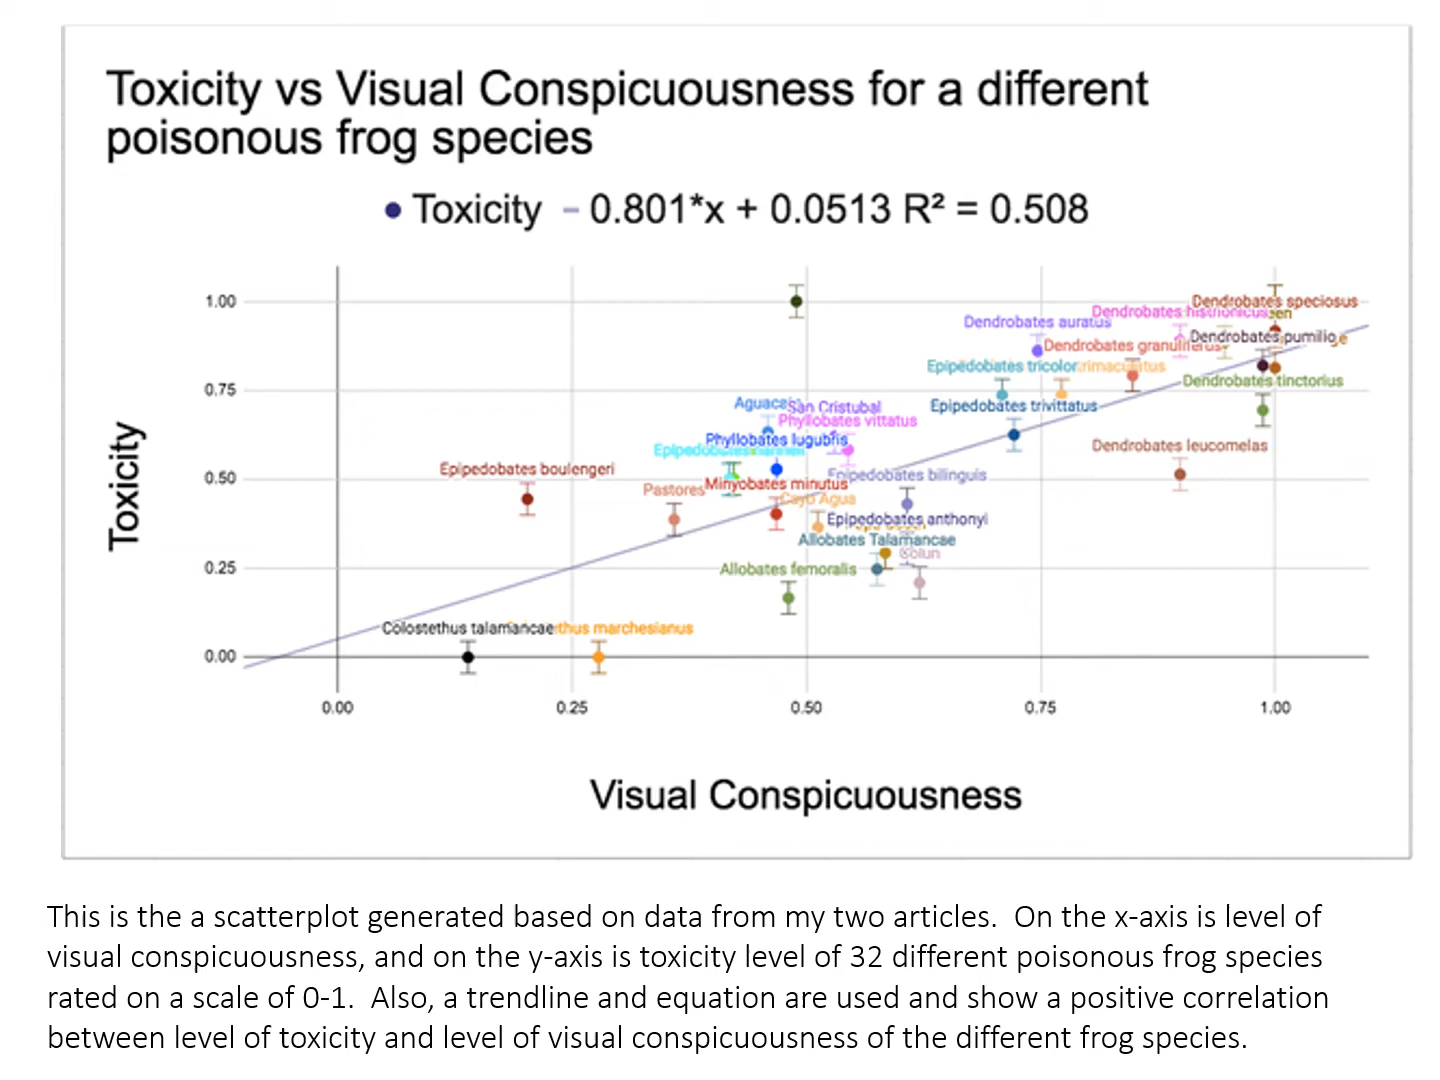 Toxicity vs Visual Conspicuousness for a different
poisonous frog species
Toxicity 0.801*x + 0.0513 R² = 0.508
Toxicity
1.00
0.75
0.50
0.25
0.00
Dendrobates speciosus
Dendrobates histrionicus
Dendrobates auratus
Dendrobates pumilio
Dendrobates granuliferus
Epipedobates tricolor
Dendrobates tinctorius
San Cristubal
Epipedobates trivittatus
Phyllobates vittatus
Phyllobates lugubris
Dendrobates leucomelas
Epipedobates
Epipedobates boulengeri
Epipedobates bilinguis
Minyobates minutus
Pastores
Cayo Agua
Epipedobates anthonyi
Allobates Talamancae
Allobates femoralis
Colostethus talamancae
marchesianus
0.00
0.25
0.50
0.75
1.00
Visual Conspicuousness
This is the a scatterplot generated based on data from my two articles. On the x-axis is level of
visual conspicuousness, and on the y-axis is toxicity level of 32 different poisonous frog species
rated on a scale of 0-1. Also, a trendline and equation are used and show a positive correlation
between level of toxicity and level of visual conspicuousness of the different frog species.